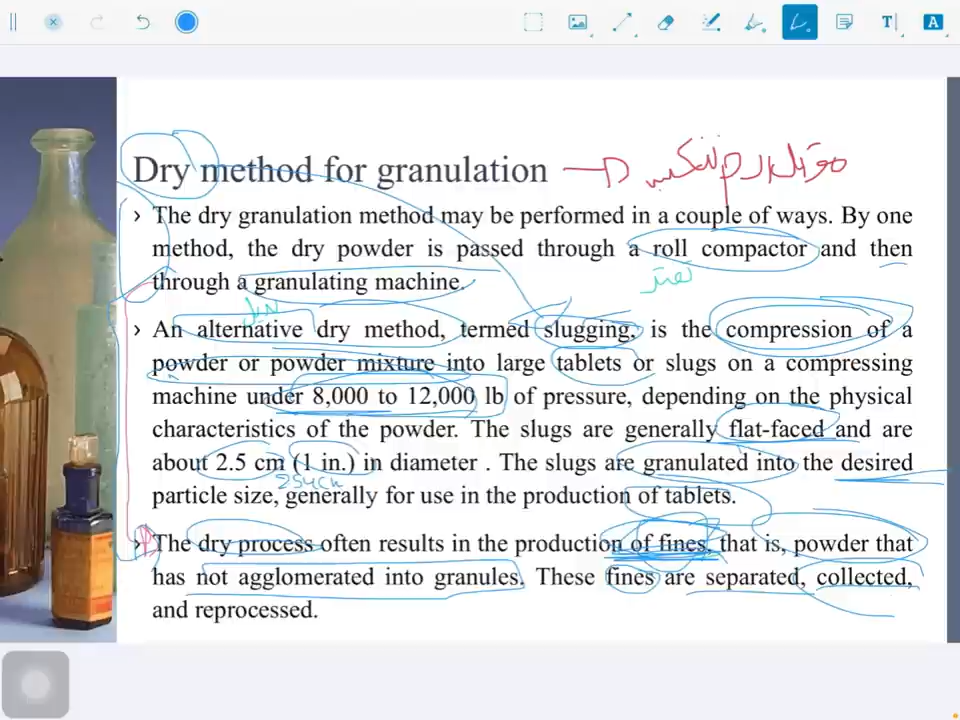 Dry method for granulation
› The dry granulation method may be performed in a couple of ways. By one
method, the dry powder is passed through a roll compactor and then
through a granulating machine.
› An alternative dry method, termed slugging, is the compression of a
powder or powder mixture into large tablets or slugs on a compressing
machine under 8,000 to 12,000 lb of pressure, depending on the physical
characteristics of the powder. The slugs are generally flat-faced and are
about 2.5 cm (1 in.) in diameter . The slugs are granulated into the desired
particle size, generally for use in the production of tablets.
› The dry process often results in the production of fines, that is, powder that
has not agglomerated into granules. These fines are separated, collected,
and reprocessed.